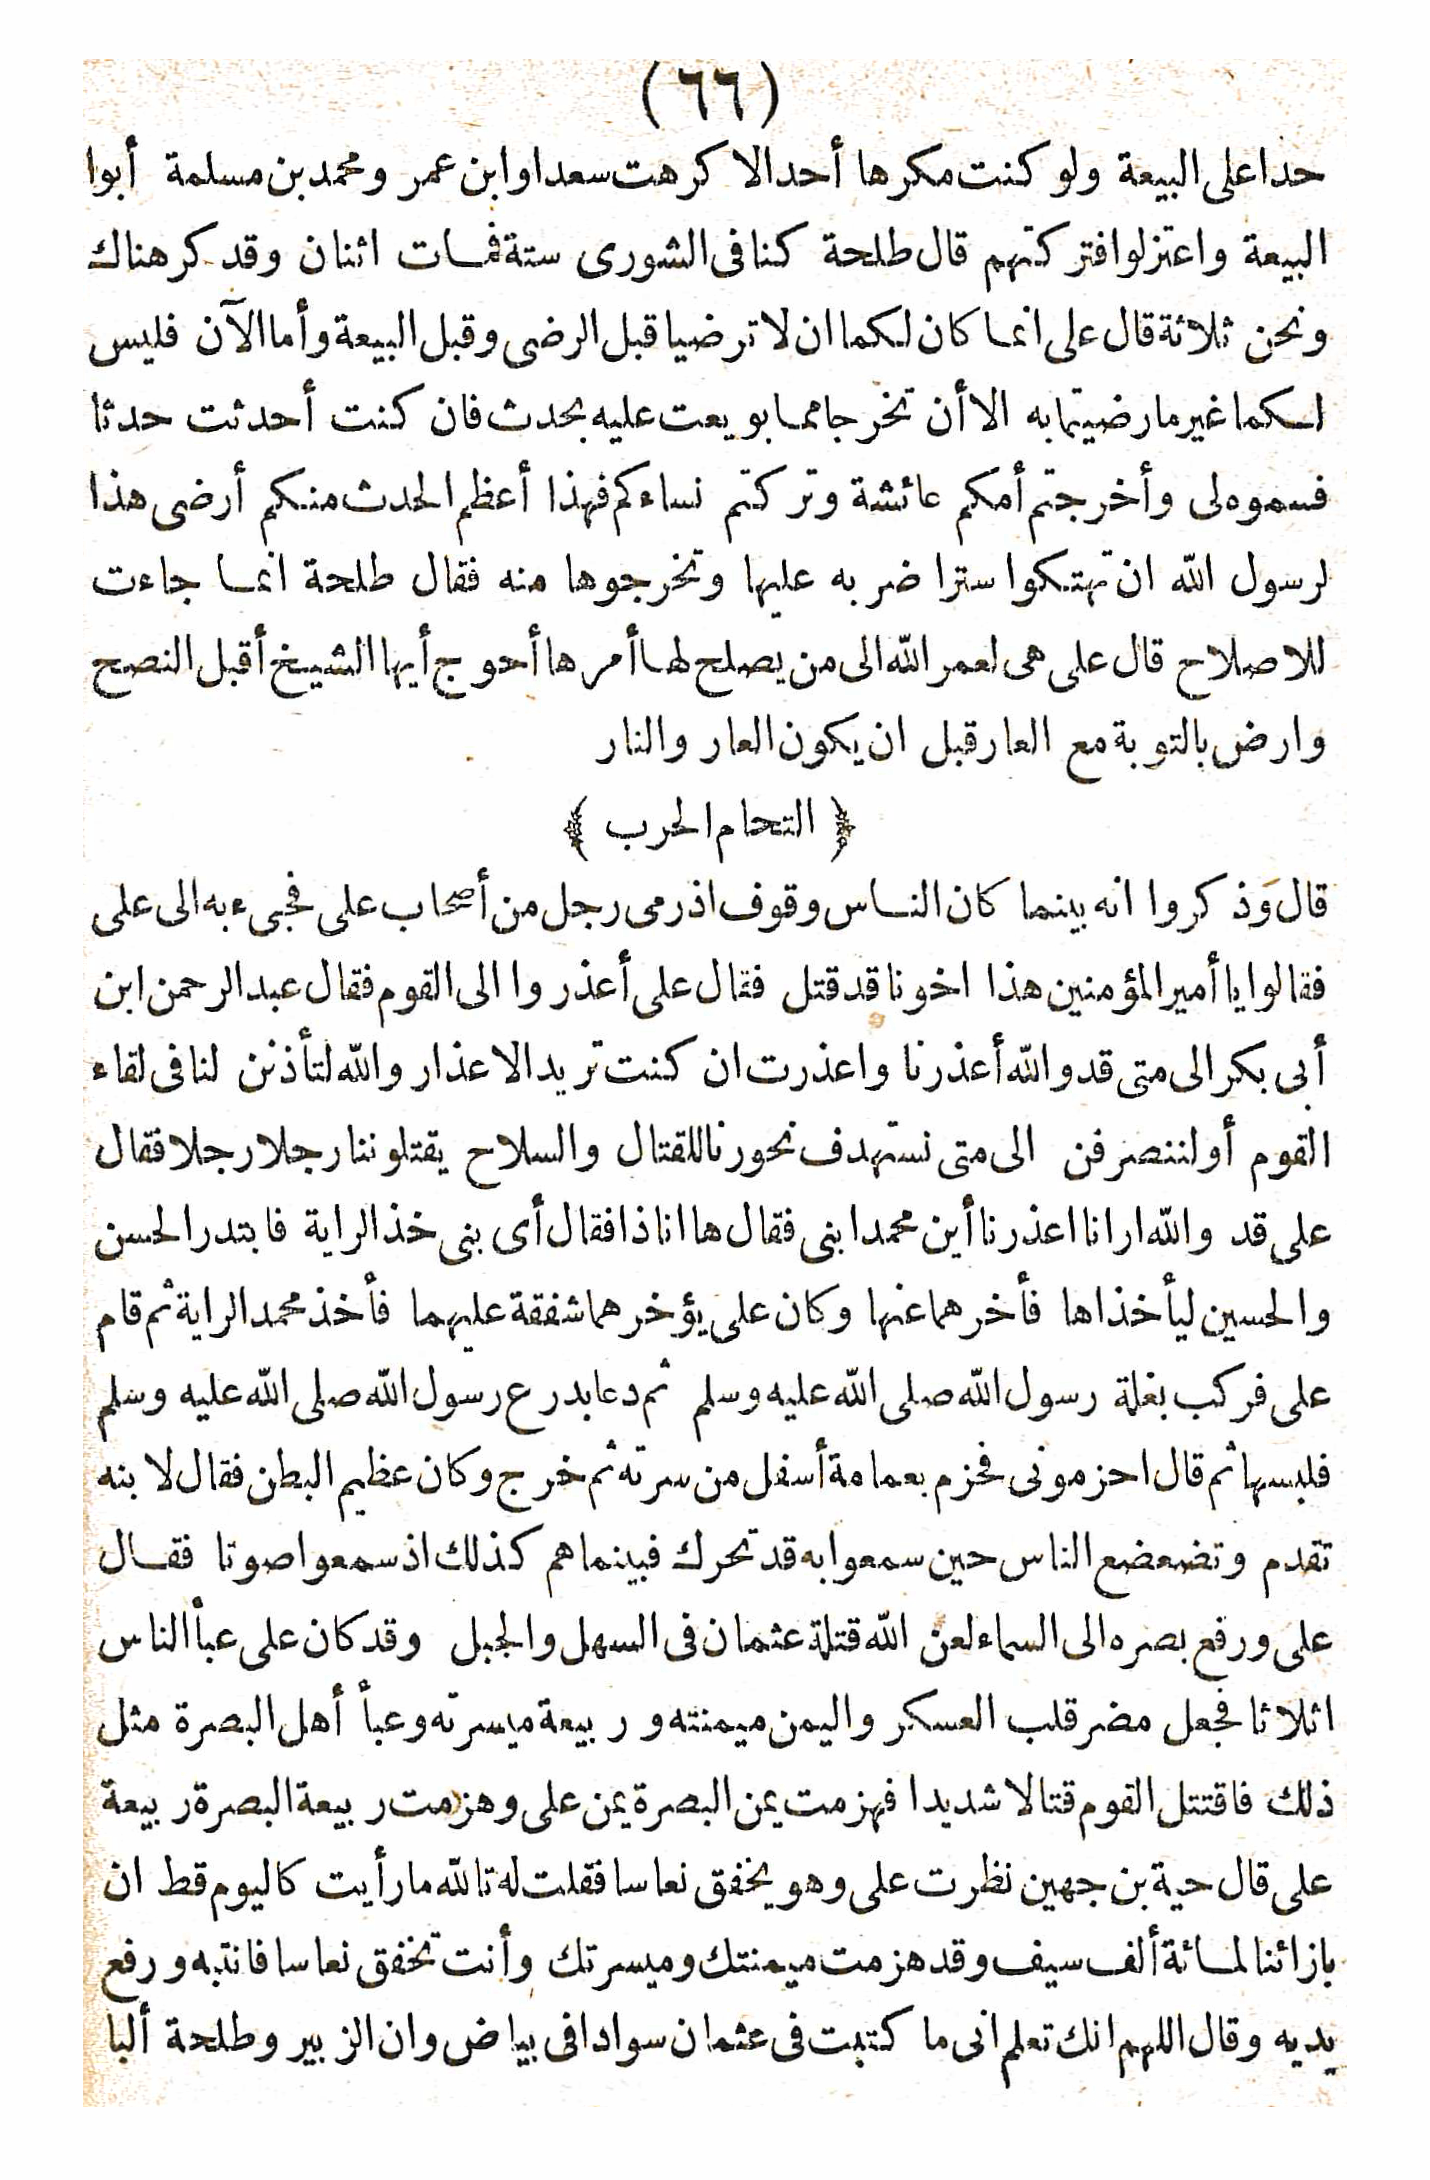 (٦٦)
حدا على البيعة ولو كنت مكرها أحدا لا كرهت سعدا وابن عمر ومحمد بن مسلمة أبوا
البيعة واعتزلوا فتركتهم قال طلحة كنا فى الشورى ستة فمات اثنان وقد كرهناك
ونحن ثلاثة قال على انما كان لكما ان لا ترضيا قبل الرضى وقبل البيعة وأما الآن فليس
لكما غير ما رضيتما به الا أن تخرجا مما بويعت عليه بحدث فان كنت أحدثت حدثا
فسموه لى وأخرجتم أمكم عائشة وتركتم نساءكم فهذا أعظم الحدث منكم أرضى هذا
لرسول الله ان تهتكوا سترا ضربه عليها وتخرجوها منه فقال طلحة انما جاءت
للاصلاح قال على هى لعمر الله الى من يصلح لها أمرها أحوج أيها الشيخ أقبل النصح
وارض بالتوبة مع العار قبل ان يكون العار والنار
﴿ التحام الحرب ﴾
قال وَذكروا انه بينما كان الناس وقوف اذ رمى رجل من أصحاب على فجىء به الى على
فقالوا يا أمير المؤمنين هذا اخونا قد قتل فقال على أعذروا الى القوم فقال عبد الرحمن ابن
أبى بكر الى متى قد والله أعذرنا واعذرت ان كنت تريد الاعذار والله لتأذنن لنا فى لقاء
القوم أو لننصرفن الى متى نستهدف نحورنا للقتال والسلاح يقتلوننا رجلا رجلا فقال
على قد والله ارانا اعذرنا أين محمد ابنى فقال ها انا ذا فقال أى بنى خذ الراية فابتدر الحسن
والحسين ليأخذاها فأخرهما عنها وكان على يؤخرهما شفقة عليهما فأخذ محمد الراية ثم قام
على فركب بغلة رسول الله صلى الله عليه وسلم ثم دعا بدرع رسول الله صلى الله عليه وسلم
فلبسها ثم قال احزمونى فحزم بعمامة أسفل من سرته ثم خرج وكان عظيم البطن فقال لابنه
تقدم وتضعضع الناس حين سمعوا به قد تحرك فبينما هم كذلك اذ سمعوا صوتا فقال
على ورفع بصره الى السماء لعن الله قتلة عثمان فى السهل والجبل وقد كان على عبأ الناس
اثلاثا فجعل مضر قلب العسكر واليمن ميمنته وربيعة ميسرته وعبأ أهل البصرة مثل
ذلك فاقتتل القوم قتالا شديدا فهزمت يمن البصرة يمن على وهزمت ربيعة البصرة ربيعة
على قال حية بن جهين نظرت على وهو يخفق نعاسا فقلت له تالله ما رأيت كاليوم قط ان
بازائنا لمائة ألف سيف وقد هزمت ميمنتك وميسرتك وأنت تخفق نعاسا فانتبه ورفع
يديه وقال اللهم انك تعلم انى ما كتبت فى عثمان سوادا فى بياض وان الزبير وطلحة ألبا